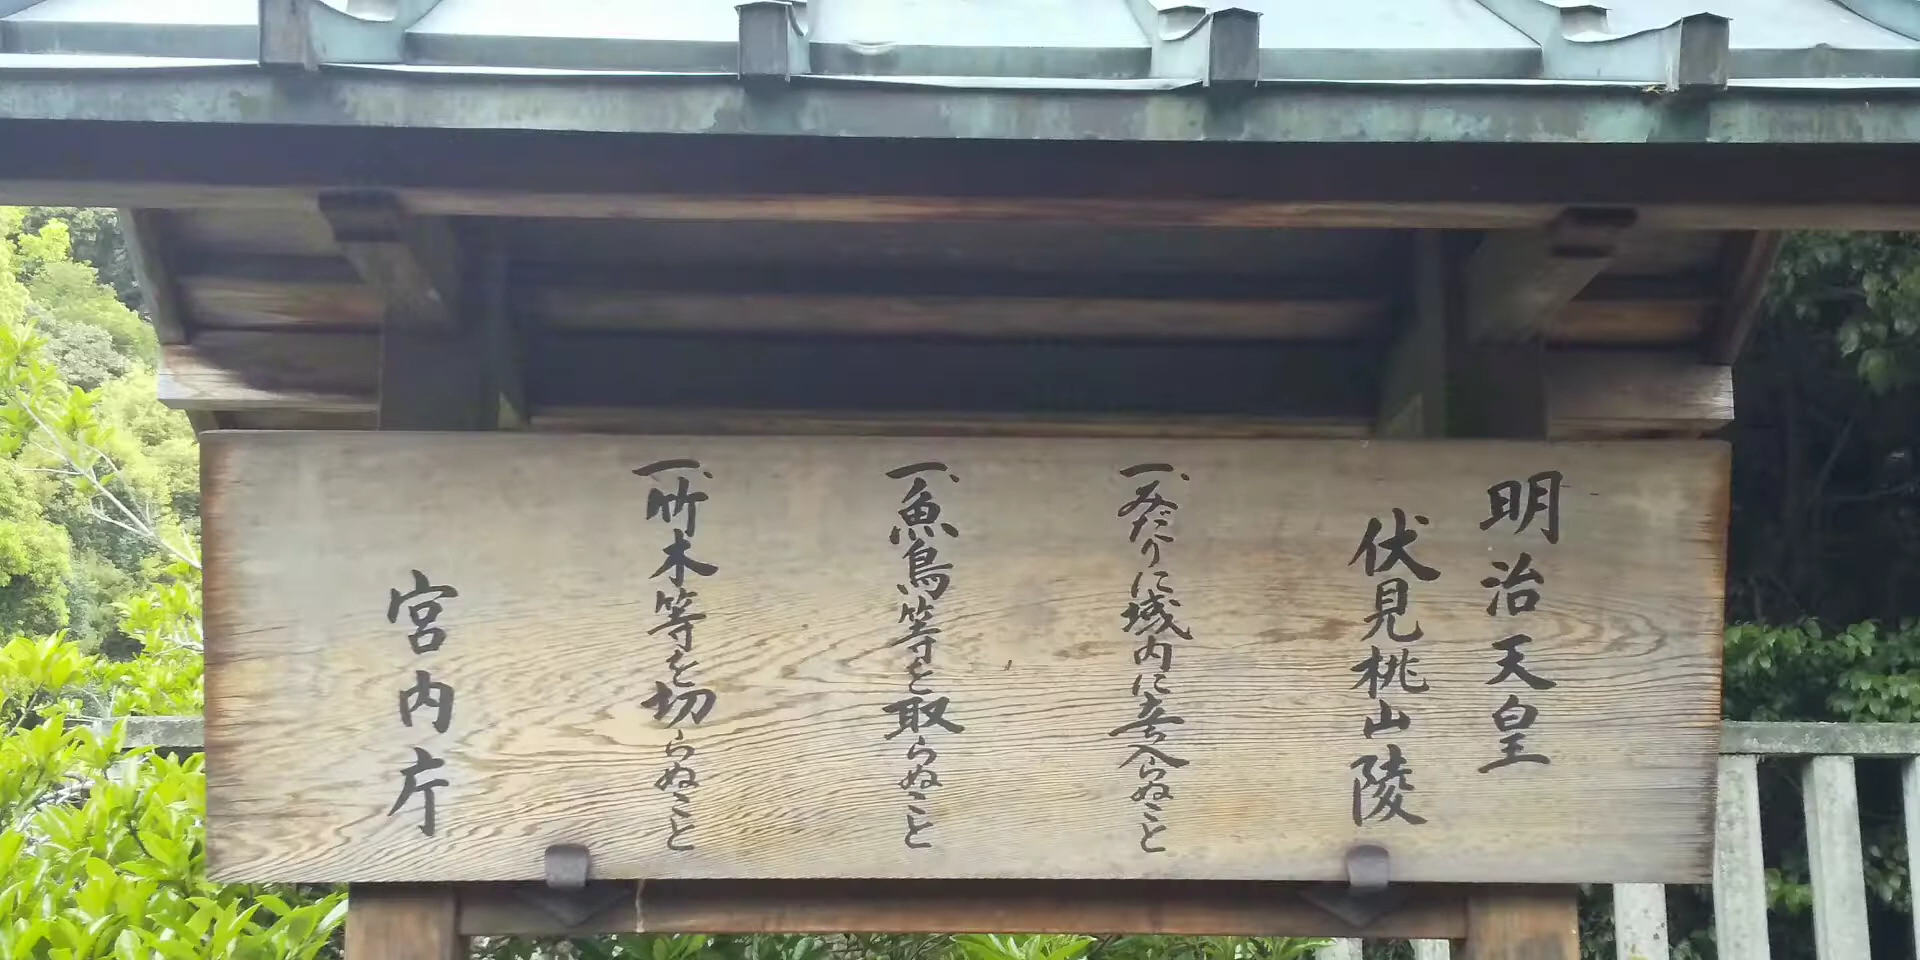 明治天皇
伏見桃山陵
一、みだりに域内に立入らぬこと
一、魚鳥等を取らぬこと
一、竹木等を切らぬこと
宮内庁